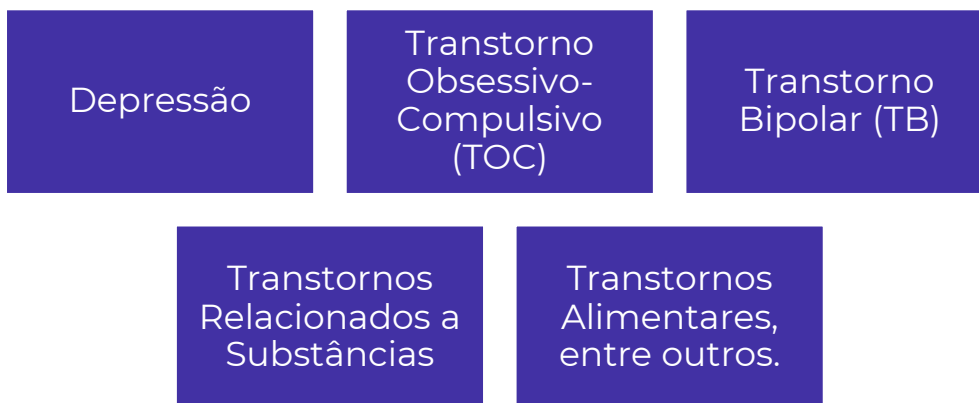 Depressão
Transtorno
Obsessivo-
Compulsivo
(TOC)
Transtorno
Bipolar (TB)
Transtornos
Relacionados a
Substâncias
Transtornos
Alimentares,
entre outros.